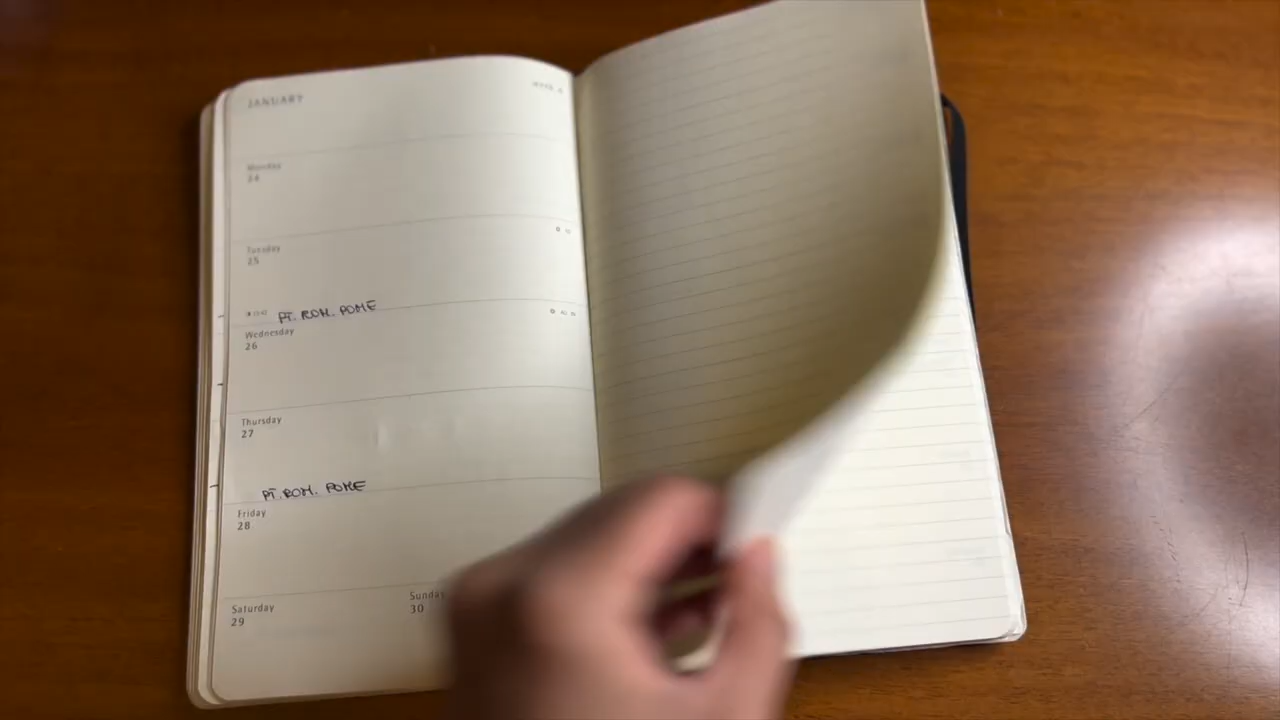 JANUARY
Monday
24
Tuesday
25
PT. ROM. POME
Wednesday
26
Thursday
27
PT. ROM. POME
Friday
28
Saturday
29
Sunday
30